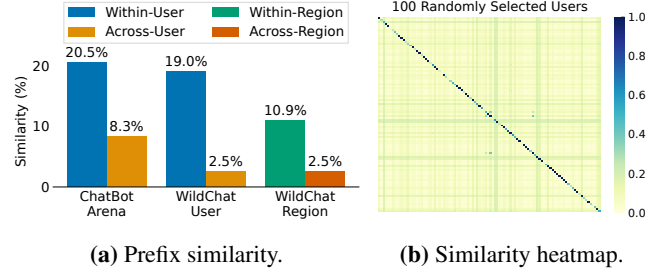 Within-User
Within-Region
Across-User
Across-Region
Similarity (%)
20
10
0
20.5%
8.3%
19.0%
2.5%
10.9%
2.5%
ChatBot
Arena
WildChat
User
WildChat
Region
(a) Prefix similarity.
100 Randomly Selected Users
1.0
0.8
0.6
0.4
0.2
0.0
(b) Similarity heatmap.